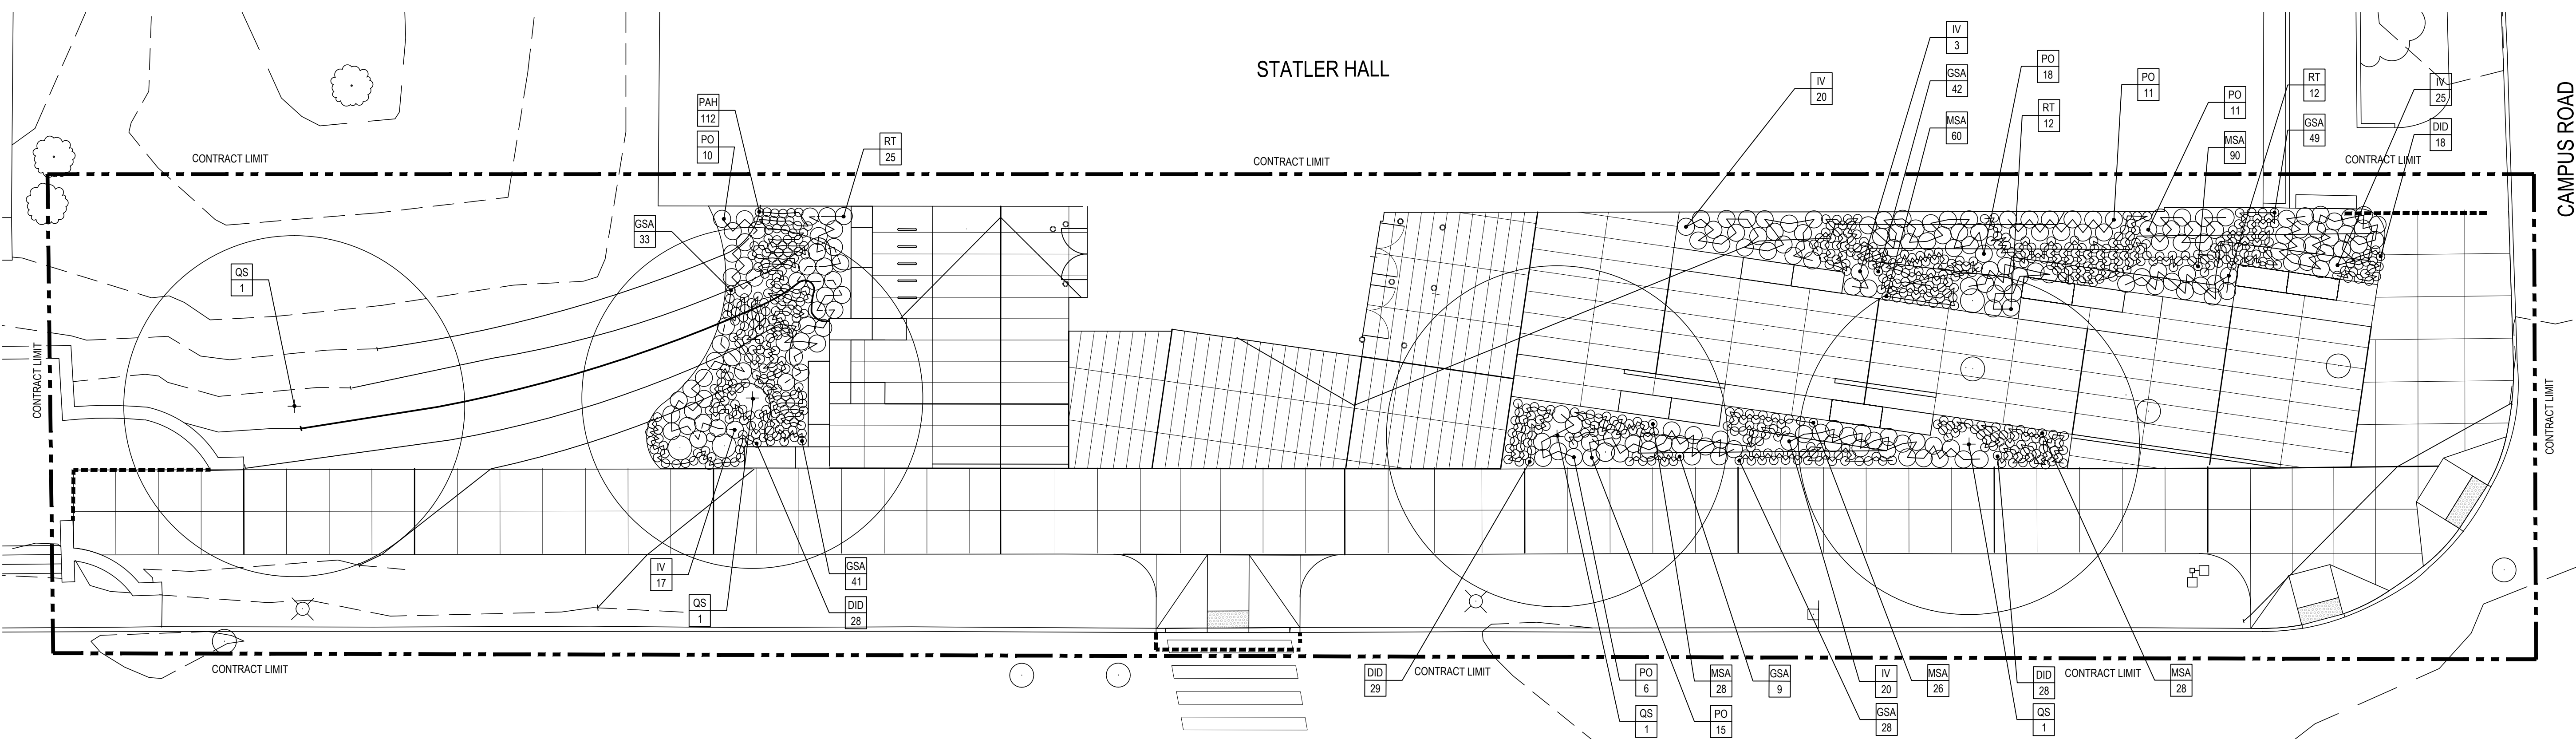 STATLER HALL
CAMPUS ROAD
IV
3
GSA
42
MSA
60
PO
18
RT
12
IV
20
PO
11
PO
11
MSA
90
RT
12
GSA
49
IV
25
DID
18
PAH
112
PO
10
RT
25
GSA
33
QS
1
CONTRACT LIMIT
CONTRACT LIMIT
CONTRACT LIMIT
CONTRACT LIMIT
CONTRACT LIMIT
IV
17
QS
1
GSA
41
DID
28
DID
29
CONTRACT LIMIT
CONTRACT LIMIT
PO
6
QS
1
MSA
28
PO
15
GSA
9
IV
20
GSA
28
MSA
26
DID
28
QS
1
CONTRACT LIMIT
MSA
28